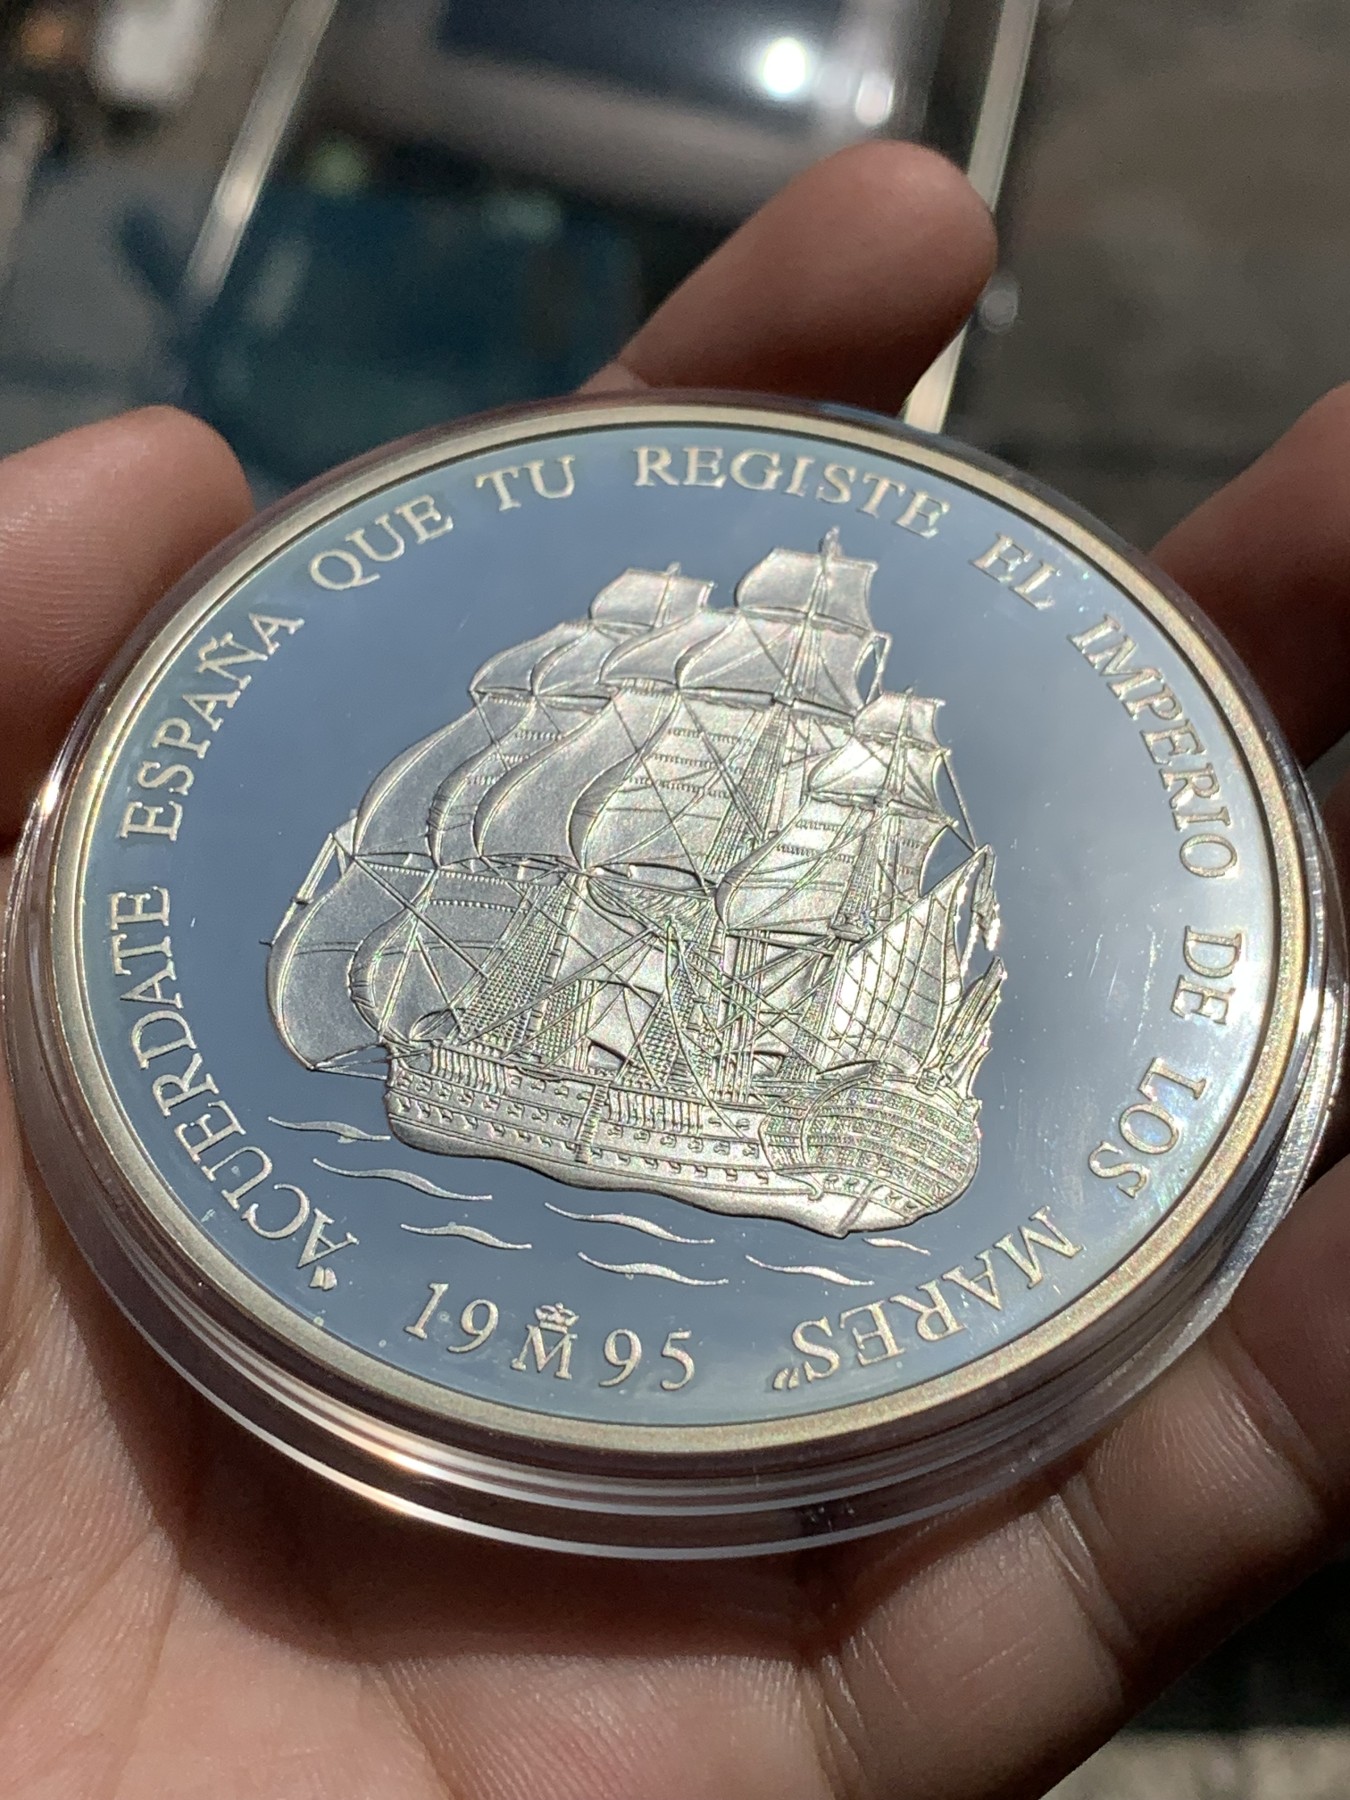 "ACUERDATE ESPAÑA QUE TU REGISTE EL IMPERIO DE LOS MARES"
19 M 95